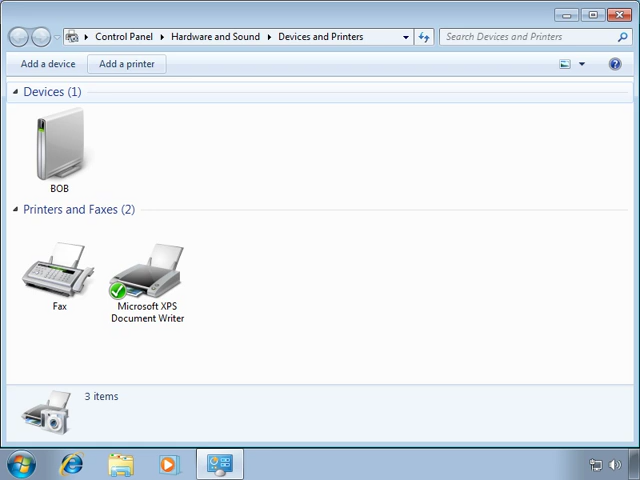 Control Panel Hardware and Sound Devices and Printers
Search Devices and Printers
Add a device Add a printer
Devices (1)
BOB
Printers and Faxes (2)
Fax
Microsoft XPS
Document Writer
3 items